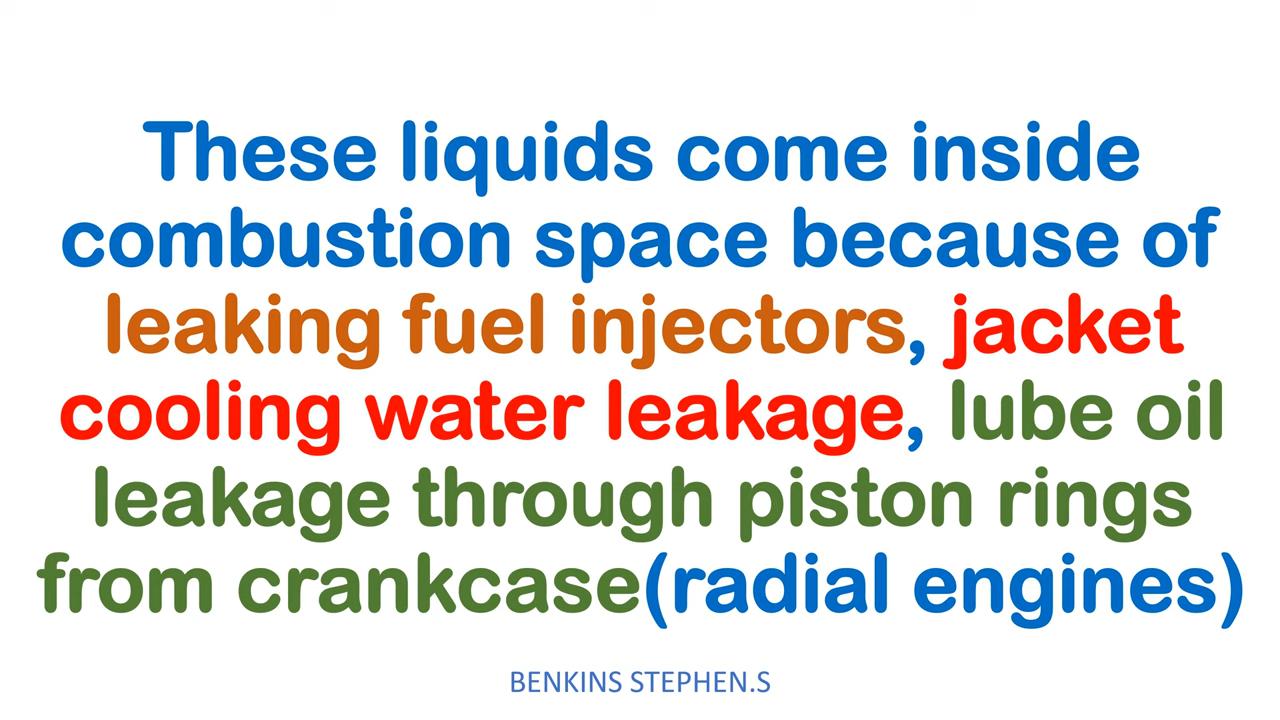 These liquids come inside
combustion space because of
leaking fuel injectors, jacket
cooling water leakage, lube oil
leakage through piston rings
from crankcase(radial engines)
BENKINS STEPHEN.S